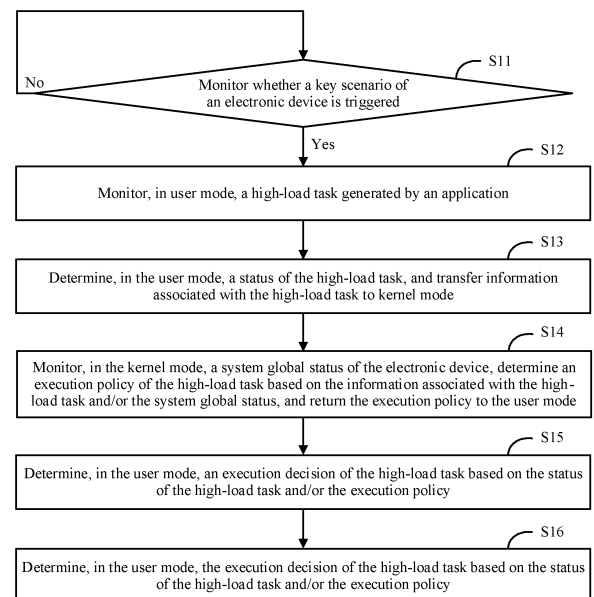 S11
No
Monitor whether a key scenario of
an electronic device is triggered
Yes
S12
Monitor, in user mode, a high-load task generated by an application
S13
Determine, in the user mode, a status of the high-load task, and transfer information
associated with the high-load task to kernel mode
S14
Monitor, in the kernel mode, a system global status of the electronic device, determine an
execution policy of the high-load task based on the information associated with the high-
load task and/or the system global status, and return the execution policy to the user mode
S15
Determine, in the user mode, an execution decision of the high-load task based on the status
of the high-load task and/or the execution policy
S16
Determine, in the user mode, the execution decision of the high-load task based on the status
of the high-load task and/or the execution policy